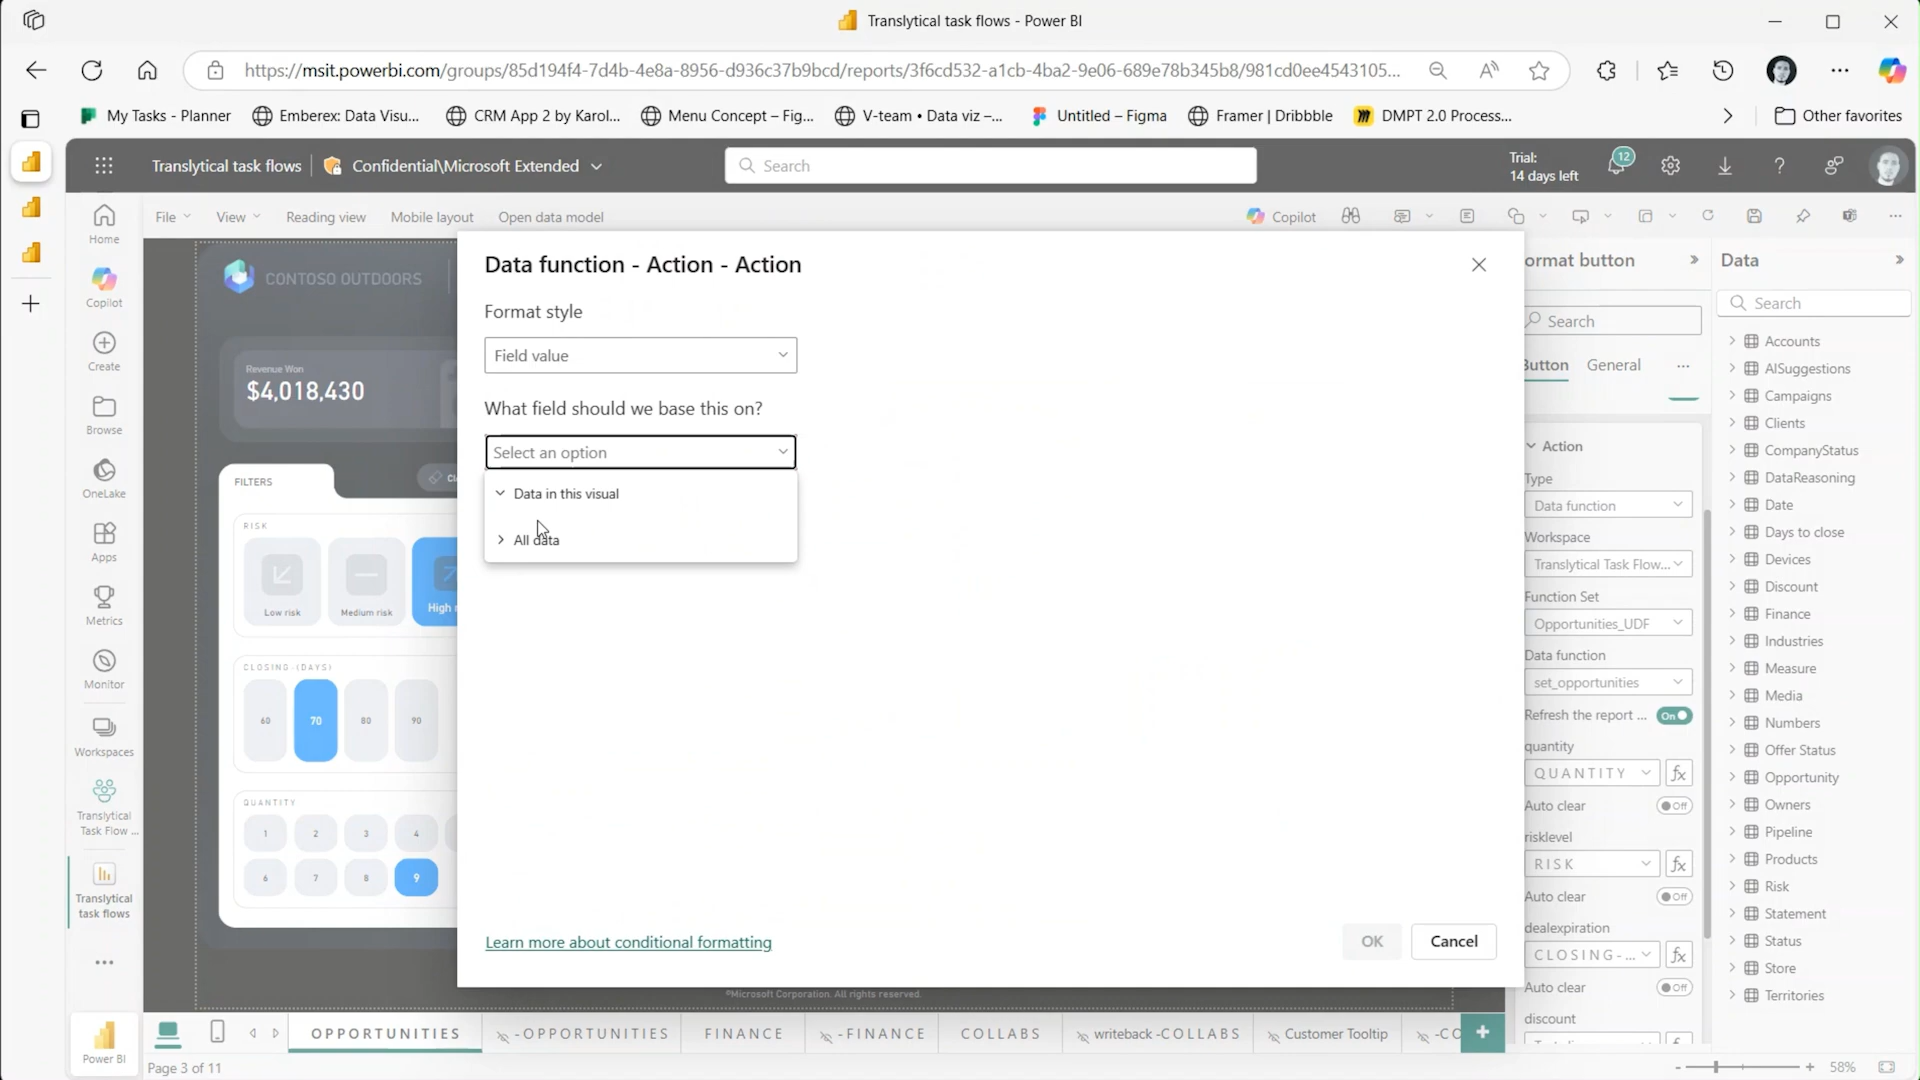 Translytical task flows - Power BI
https://msit.powerbi.com/groups/85d194f4-7d4b-4e8a-8956-d936c37b9bcd/reports/3f6cd532-a1cb-4ba2-9e06-689e78b345b8/981cd0ee4543105...
My Tasks - Planner
Emberex: Data Visu...
CRM App 2 by Karol...
Menu Concept – Fig...
V-team • Data viz –...
Untitled – Figma
Framer | Dribbble
DMPT 2.0 Process...
Other favorites
Translytical task flows
Confidential\Microsoft Extended
Search
Trial:
14 days left
12
File
View
Reading view
Mobile layout
Open data model
Copilot
Home
Copilot
Create
Browse
OneLake
Apps
Metrics
Monitor
Workspaces
Translytical
Task Flow ...
Translytical
task flows
Power BI
CONTOSO OUTDOORS
Revenue Won
$4,018,430
FILTERS
RISK
Low risk
Medium risk
High
CLOSING-(DAYS)
60
70
80
90
QUANTITY
1
2
3
4
6
7
8
9
Data function - Action - Action
Format style
Field value
What field should we base this on?
Select an option
Data in this visual
All data
Learn more about conditional formatting
OK
Cancel
©Microsoft Corporation. All rights reserved.
ormat button
Search
Button
General
Action
Type
Data function
Workspace
Translytical Task Flow...
Function Set
Opportunities_UDF
Data function
set_opportunities
Refresh the report ...
On
quantity
QUANTITY
Auto clear
Off
risklevel
RISK
Auto clear
Off
dealexpiration
CLOSING-...
Auto clear
Off
discount
Data
Search
Accounts
AISuggestions
Campaigns
Clients
CompanyStatus
DataReasoning
Date
Days to close
Devices
Discount
Finance
Industries
Measure
Media
Numbers
Offer Status
Opportunity
Owners
Pipeline
Products
Risk
Statement
Status
Store
Territories
OPPORTUNITIES
-OPPORTUNITIES
FINANCE
-FINANCE
COLLABS
writeback -COLLABS
Customer Tooltip
-CO
Page 3 of 11
58%